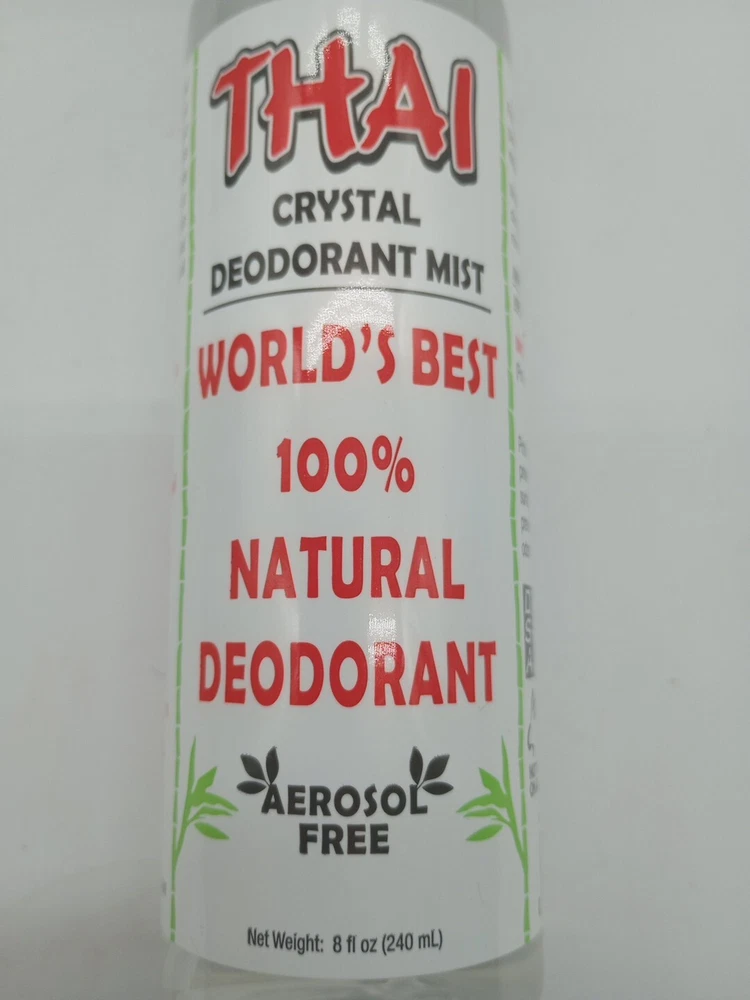 THAI
CRYSTAL
DEODORANT MIST
WORLD'S BEST
100%
NATURAL
DEODORANT
AEROSOL
FREE
Net Weight: 8 fl oz (240 mL)